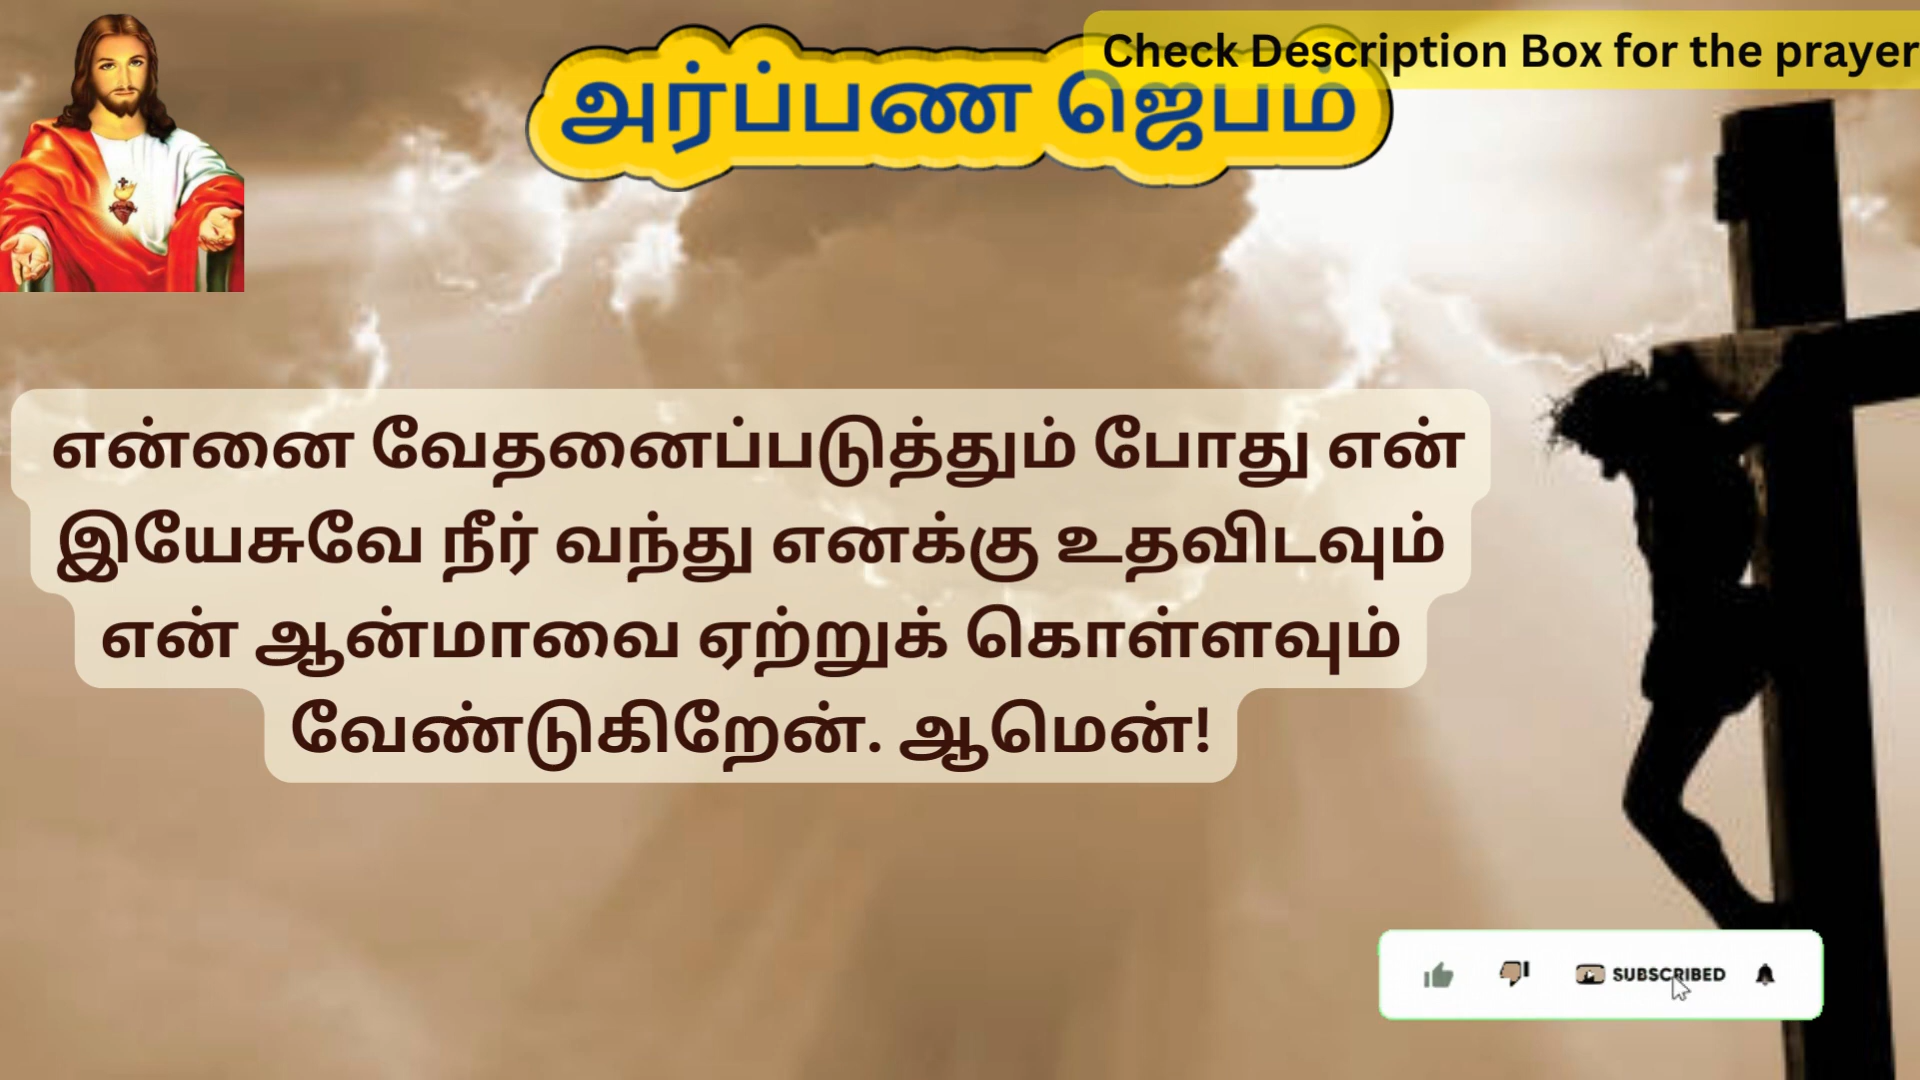 Check Description Box for the prayer
அர்ப்பண ஜெபம்
என்னை வேதனைப்படுத்தும் போது என்
இயேசுவே நீர் வந்து எனக்கு உதவிடவும்
என் ஆன்மாவை ஏற்றுக் கொள்ளவும்
வேண்டுகிறேன். ஆமென்!
SUBSCRIBED